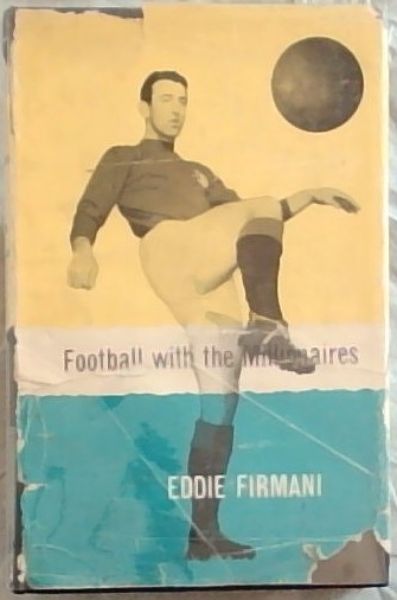 Football with the Millionaires
EDDIE FIRMANI